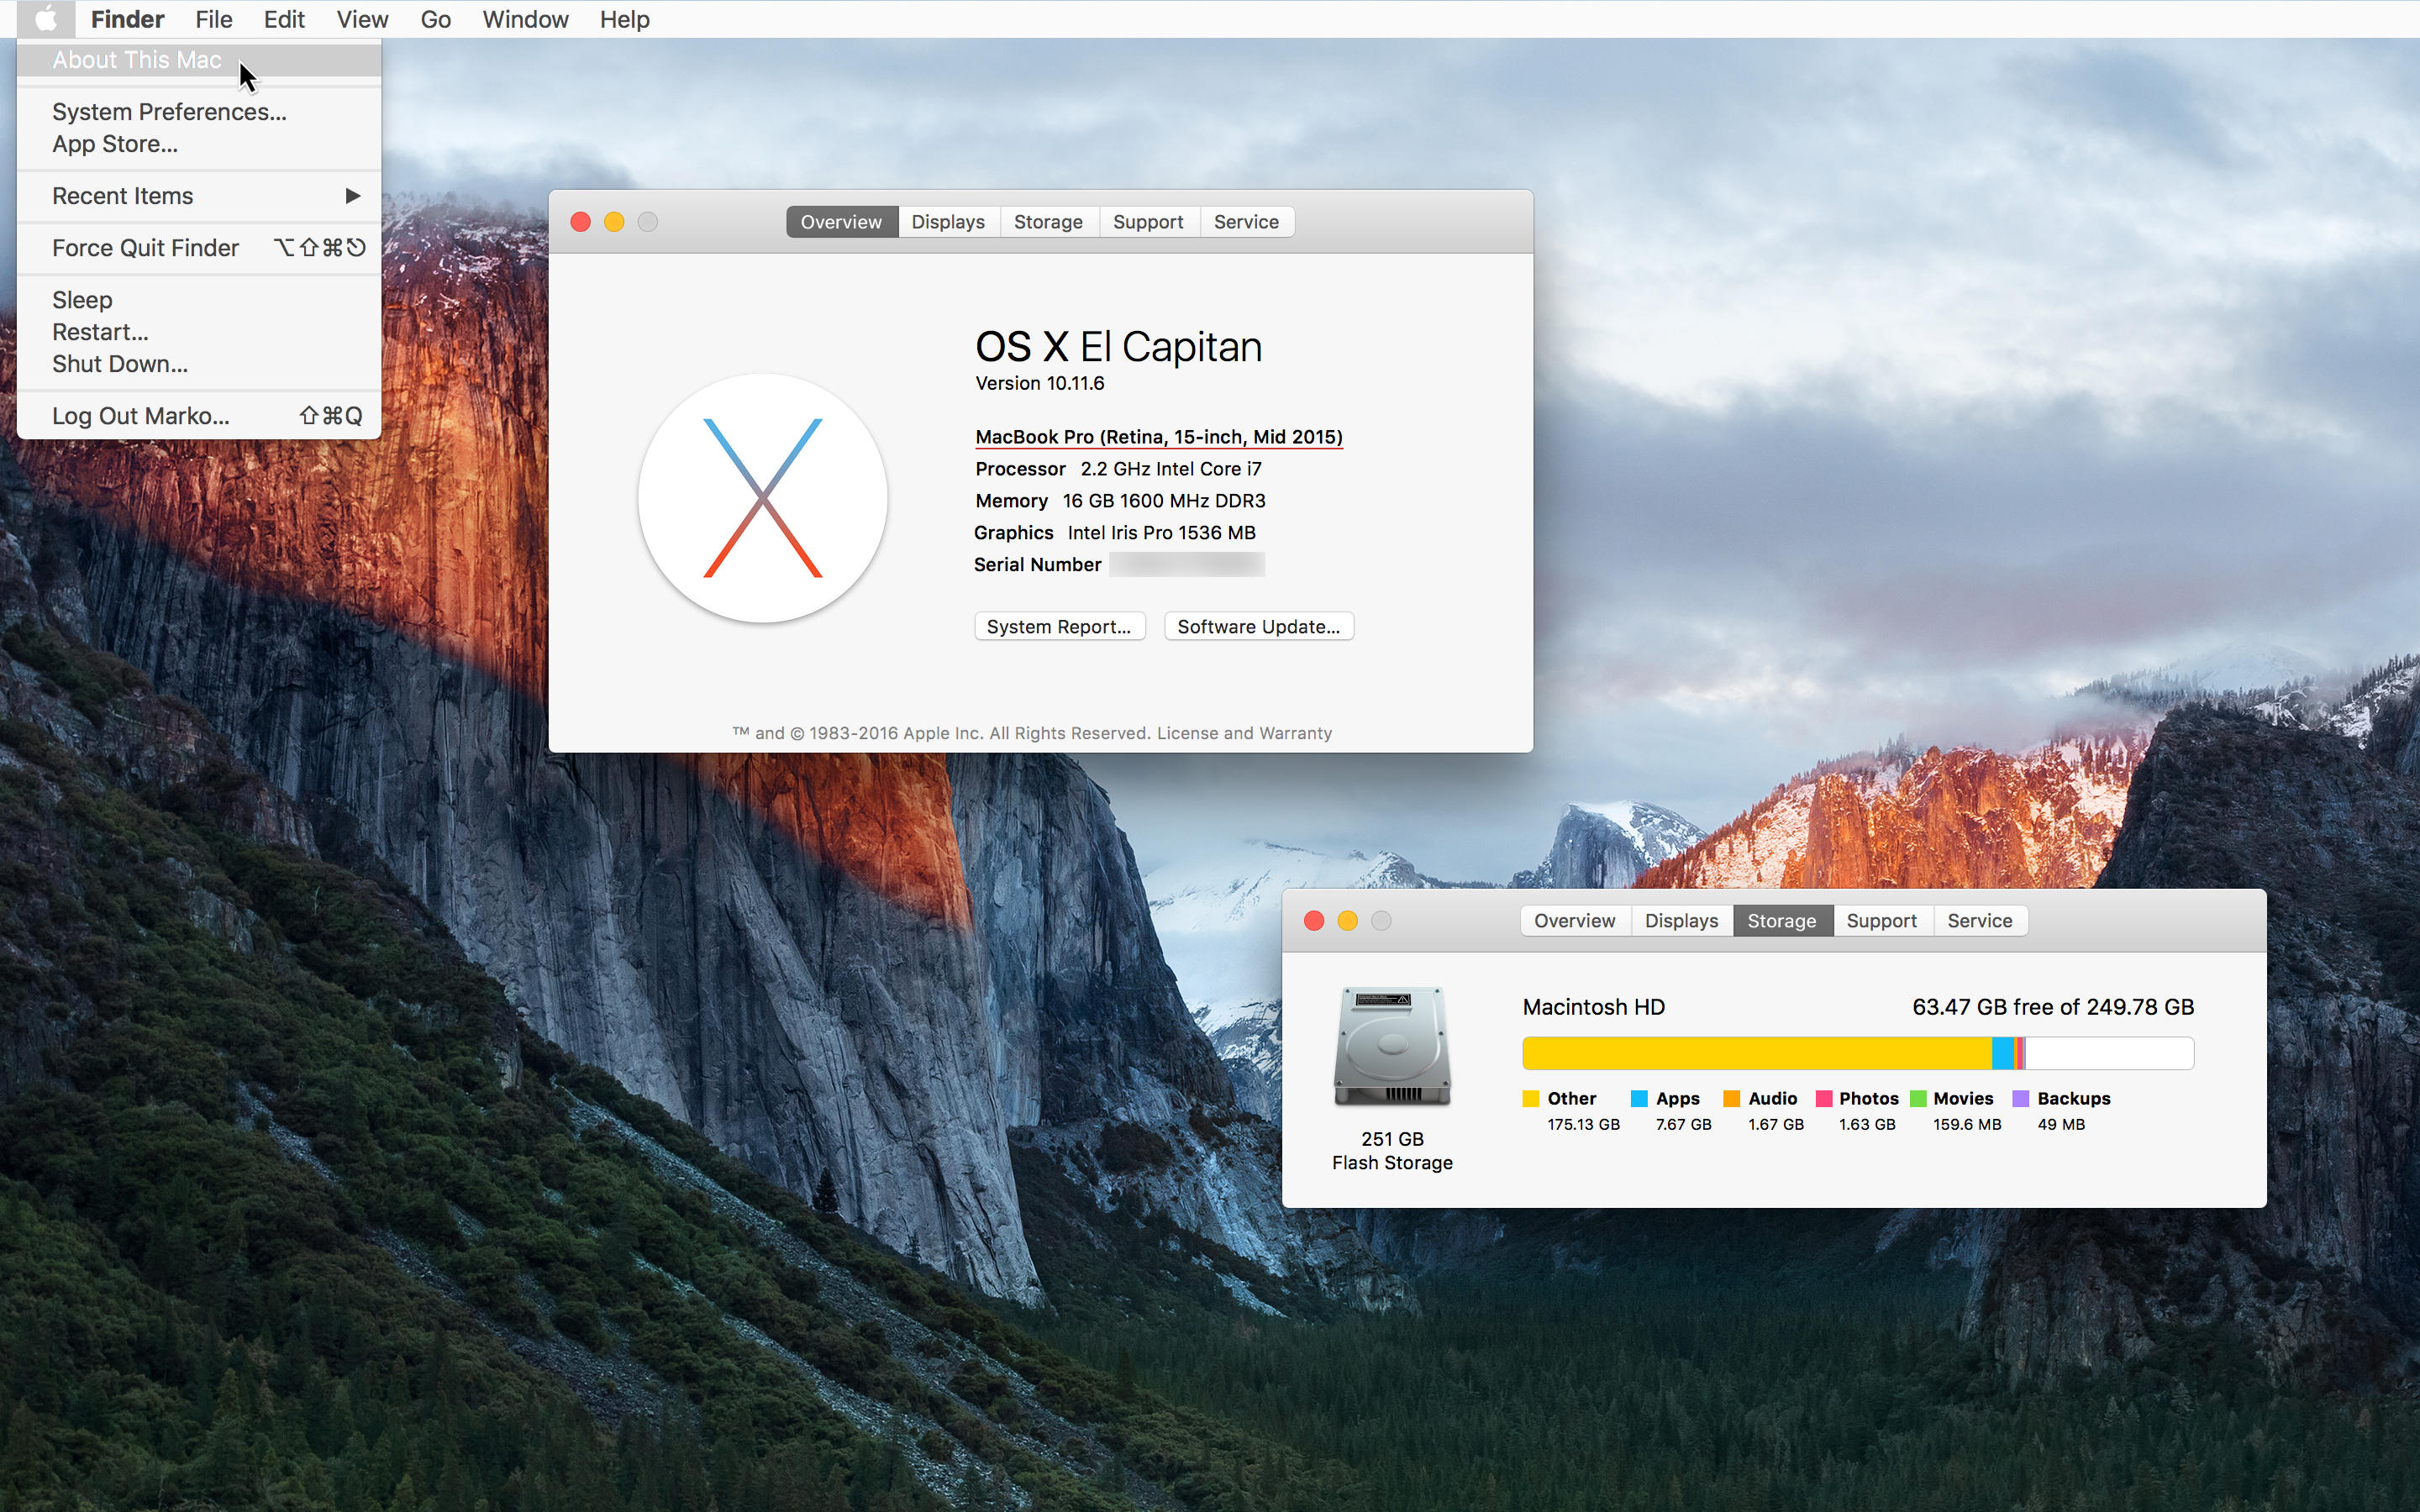 Finder File Edit View Go Window Help
About This Mac
System Preferences...
App Store...
Recent Items ▶
Force Quit Finder ⌥⇧⌘⎋
Sleep
Restart...
Shut Down...
Log Out Marko... ⇧⌘Q
Overview Displays Storage Support Service
OS X El Capitan
Version 10.11.6
MacBook Pro (Retina, 15-inch, Mid 2015)
Processor 2.2 GHz Intel Core i7
Memory 16 GB 1600 MHz DDR3
Graphics Intel Iris Pro 1536 MB
Serial Number
System Report... Software Update...
™ and © 1983-2016 Apple Inc. All Rights Reserved. License and Warranty
Overview Displays Storage Support Service
Macintosh HD 63.47 GB free of 249.78 GB
Other Apps Audio Photos Movies Backups
175.13 GB 7.67 GB 1.67 GB 1.63 GB 159.6 MB 49 MB
251 GB
Flash Storage